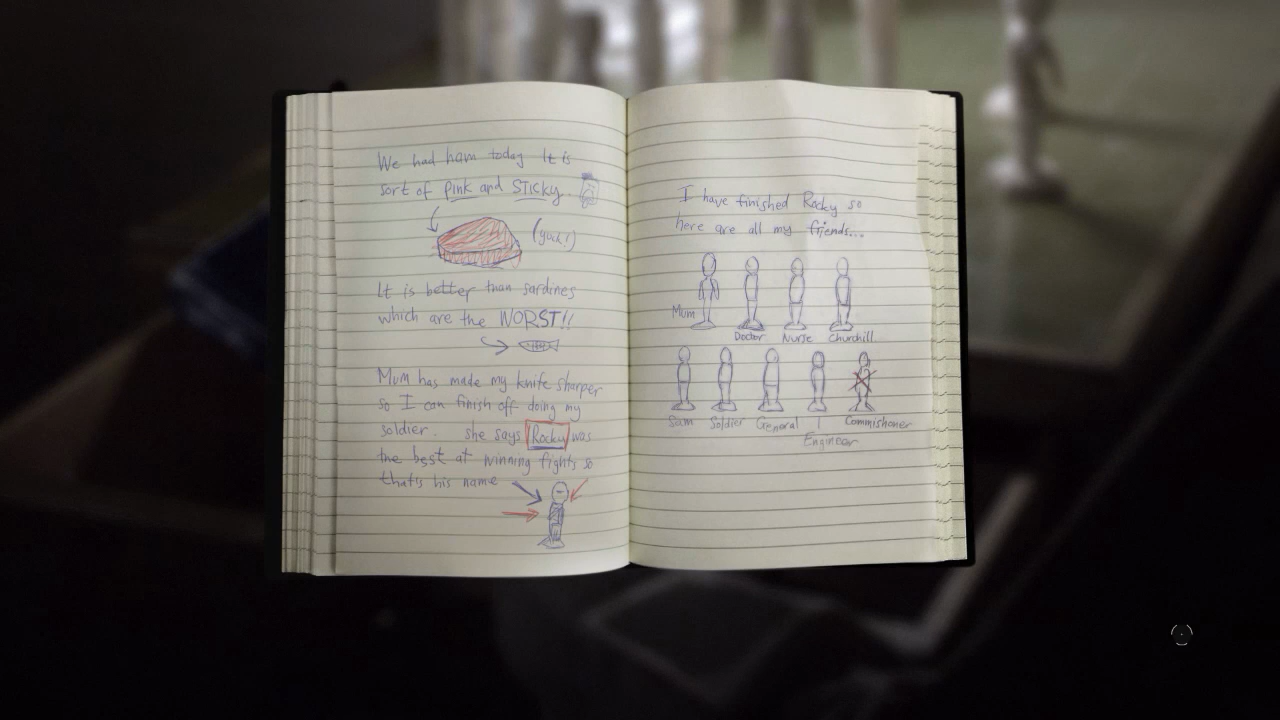 We had ham today It is
sort of Pink and STICKY.
(yuck!)
It is better than sardines
which are the WORST!!
Mum has made my knife sharper
so I can finish off doing my
soldier. she says Rocky was
the best at winning fights so
that's his name
I have finished Rocky so
here are all my friends...
Mum
Doctor Nurse Churchill
Sam Soldier General Commishoner
Engineer